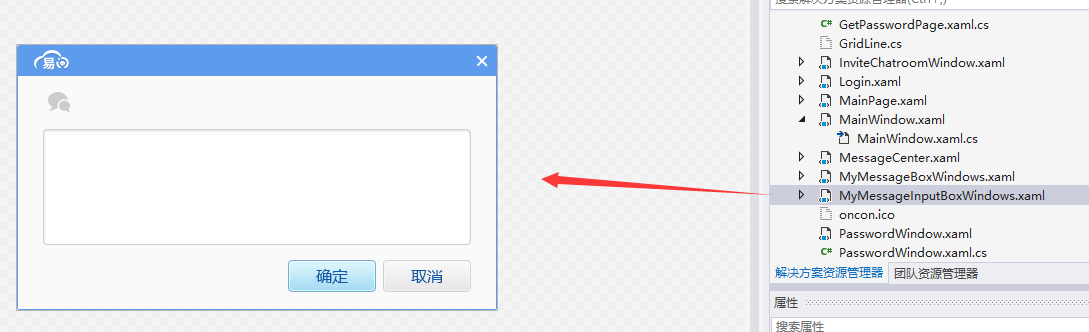 易
确定
取消
搜索解决方案资源管理器(Ctrl+;)
GetPasswordPage.xaml.cs
GridLine.cs
InviteChatroomWindow.xaml
Login.xaml
MainPage.xaml
MainWindow.xaml
MainWindow.xaml.cs
MessageCenter.xaml
MyMessageBoxWindows.xaml
MyMessageInputBoxWindows.xaml
oncon.ico
PasswordWindow.xaml
PasswordWindow.xaml.cs
解决方案资源管理器 团队资源管理器
属性
搜索属性